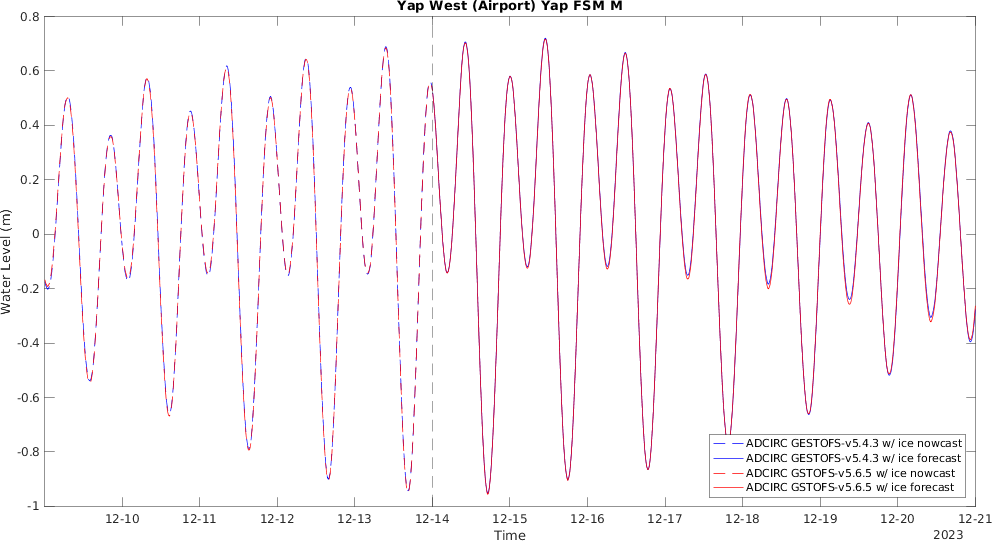 Yap West (Airport) Yap FSM M
0.8
0.6
0.4
0.2
0
-0.2
-0.4
-0.6
-0.8
-1
Water Level (m)
12-10 12-11 12-12 12-13 12-14 12-15 12-16 12-17 12-18 12-19 12-20 12-21
Time
2023
ADCIRC GESTOFS-v5.4.3 w/ ice nowcast
ADCIRC GESTOFS-v5.4.3 w/ ice forecast
ADCIRC GSTOFS-v5.6.5 w/ ice nowcast
ADCIRC GSTOFS-v5.6.5 w/ ice forecast